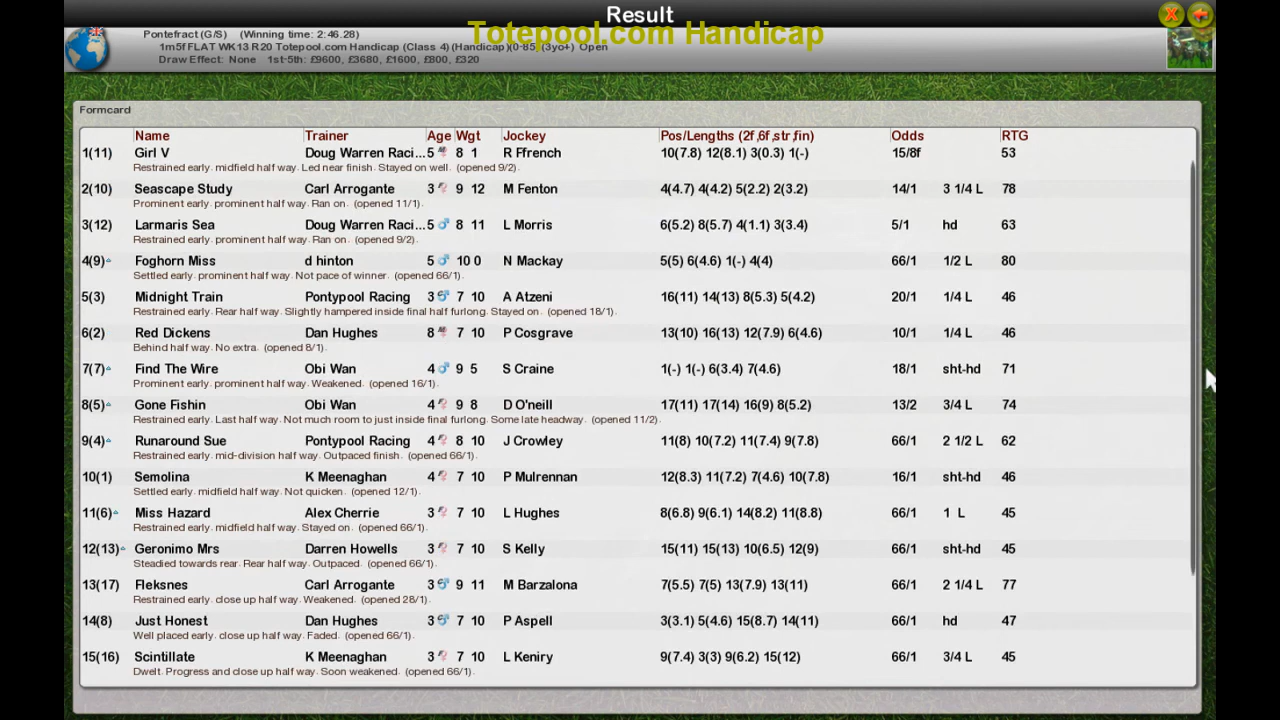 Result
Totepool.com Handicap
Pontefract (G/S) (Winning time: 2:46.28)
1m5f FLAT WK13 R20 Totepool.com Handicap (Class 4)(Handicap)(0-85)(3yo+) Open
Draw Effect: None 1st-5th: £9600, £3680, £1600, £800, £320
Formcard
Name Trainer Age Wgt Jockey Pos/Lengths (2f,6f,str,fin) Odds RTG
1(11) Girl V Doug Warren Raci... 5 8 1 R Ffrench 10(7.8) 12(8.1) 3(0.3) 1(-) 15/8f 53
Restrained early. midfield half way. Led near finish. Stayed on well. (opened 9/2).
2(10) Seascape Study Carl Arrogante 3 9 12 M Fenton 4(4.7) 4(4.2) 5(2.2) 2(3.2) 14/1 3 1/4 L 78
Prominent early. prominent half way. Ran on. (opened 11/1).
3(12) Larmaris Sea Doug Warren Raci... 5 8 11 L Morris 6(5.2) 8(5.7) 4(1.1) 3(3.4) 5/1 hd 63
Restrained early. prominent half way. Ran on. (opened 9/2).
4(9) Foghorn Miss d hinton 5 10 0 N Mackay 5(5) 6(4.6) 1(-) 4(4) 66/1 1/2 L 80
Settled early. prominent half way. Not pace of winner. (opened 66/1).
5(3) Midnight Train Pontypool Racing 3 7 10 A Atzeni 16(11) 14(13) 8(5.3) 5(4.2) 20/1 1/4 L 46
Restrained early. Rear half way. Slightly hampered inside final half furlong. Stayed on. (opened 18/1).
6(2) Red Dickens Dan Hughes 8 7 10 P Cosgrave 13(10) 16(13) 12(7.9) 6(4.6) 10/1 1/4 L 46
Behind half way. No extra. (opened 8/1).
7(7) Find The Wire Obi Wan 4 9 5 S Craine 1(-) 1(-) 6(3.4) 7(4.6) 18/1 sht-hd 71
Prominent early. prominent half way. Weakened. (opened 16/1).
8(5) Gone Fishin Obi Wan 4 9 8 D O'neill 17(11) 17(14) 16(9) 8(5.2) 13/2 3/4 L 74
Restrained early. Last half way. Not much room to just inside final furlong. Some late headway. (opened 11/2).
9(4) Runaround Sue Pontypool Racing 4 8 10 J Crowley 11(8) 10(7.2) 11(7.4) 9(7.8) 66/1 2 1/2 L 62
Restrained early. mid-division half way. Outpaced finish. (opened 66/1).
10(1) Semolina K Meenaghan 4 7 10 P Mulrennan 12(8.3) 11(7.2) 7(4.6) 10(7.8) 16/1 sht-hd 46
Settled early. midfield half way. Not quicken. (opened 12/1).
11(6) Miss Hazard Alex Cherrie 3 7 10 L Hughes 8(6.8) 9(6.1) 14(8.2) 11(8.8) 66/1 1 L 45
Restrained early. midfield half way. Stayed on. (opened 66/1).
12(13) Geronimo Mrs Darren Howells 3 7 10 S Kelly 15(11) 15(13) 10(6.5) 12(9) 66/1 sht-hd 45
Steadied towards rear. Rear half way. Outpaced. (opened 66/1).
13(17) Fleksnes Carl Arrogante 3 9 11 M Barzalona 7(5.5) 7(5) 13(7.9) 13(11) 66/1 2 1/4 L 77
Restrained early. close up half way. Weakened. (opened 28/1).
14(8) Just Honest Dan Hughes 3 7 10 P Aspell 3(3.1) 5(4.6) 15(8.7) 14(11) 66/1 hd 47
Well placed early. close up half way. Faded. (opened 66/1).
15(16) Scintillate K Meenaghan 3 7 10 L Keniry 9(7.4) 3(3) 9(6.2) 15(12) 66/1 3/4 L 45
Dwelt. Progress and close up half way. Soon weakened. (opened 66/1).